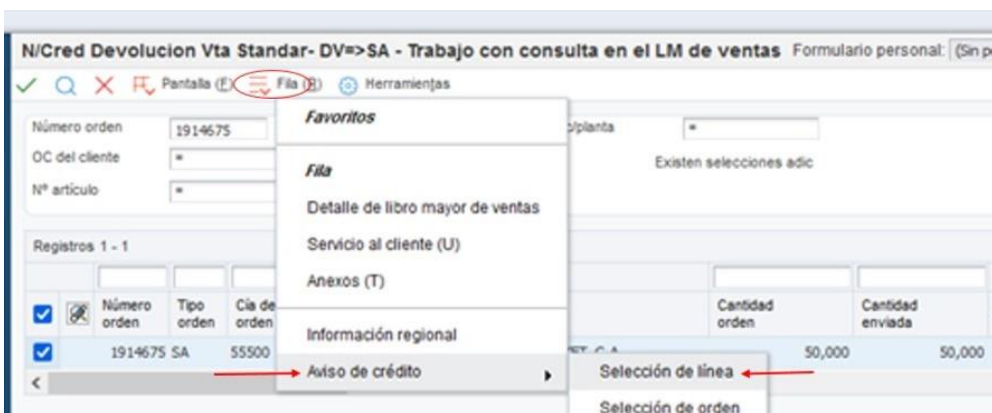 N/Cred Devolucion Vta Standar- DV=>SA - Trabajo con consulta en el LM de ventas Formulario personal: (Sin
Pantalla (F) Fila (R) Herramientas
Número orden 1914675
OC del cliente =
Nº artículo =
/planta =
Existen selecciones adic
Favoritos
Fila
Detalle de libro mayor de ventas
Servicio al cliente (U)
Anexos (T)
Información regional
Aviso de crédito
Selección de línea
Selección de orden
Registros 1 - 1
Número orden Tipo orden Cía de orden Cantidad orden Cantidad enviada
1914675 SA 55500 C.A. 50,000 50,000